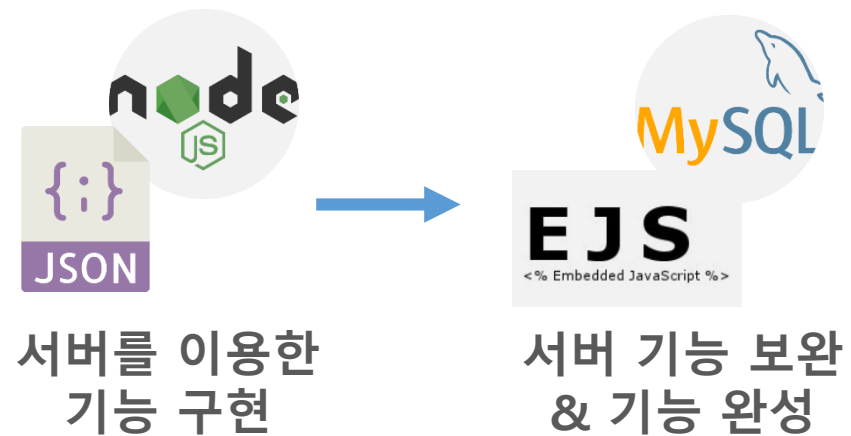 node
JS
{;}
JSON
서버를 이용한
기능 구현
MySQL
EJS
<% Embedded JavaScript %>
서버 기능 보완
& 기능 완성